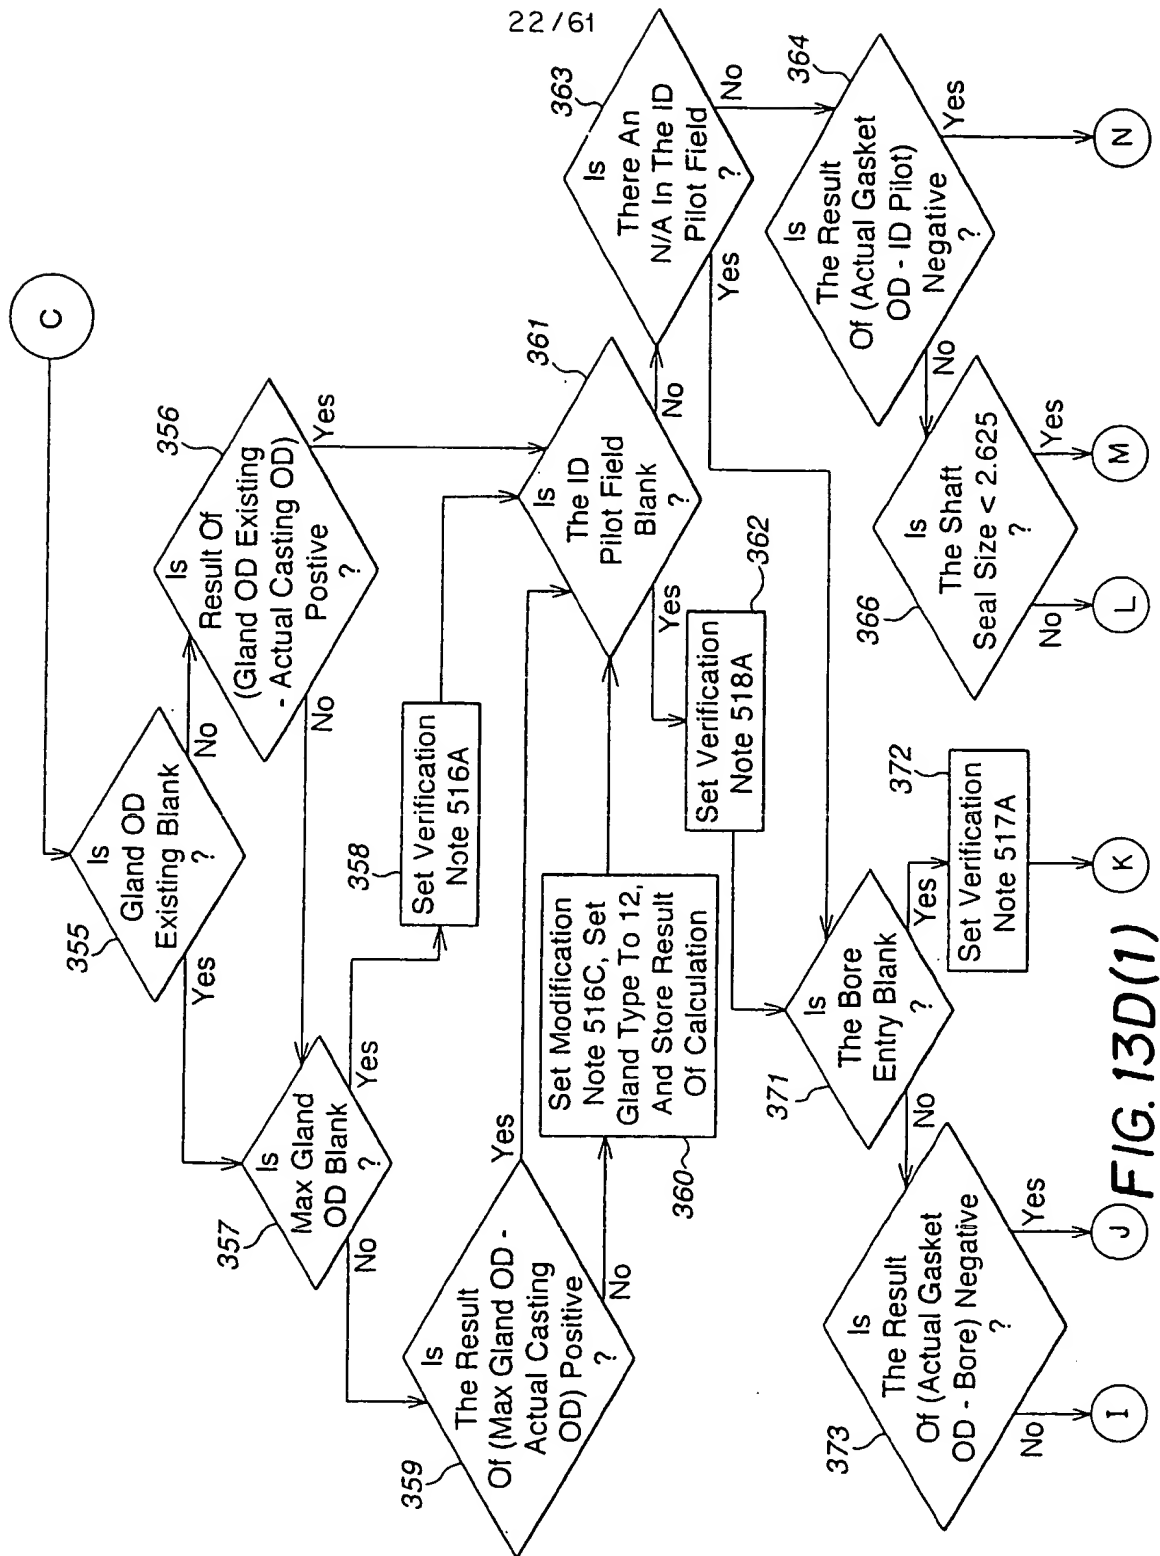 22/61
C
355
Is
Gland OD
Existing Blank
?
Yes
No
356
Is
Result Of
(Gland OD Existing
- Actual Casting OD)
Postive
?
Yes
No
357
Is
Max Gland
OD Blank
?
Yes
No
358
Set Verification
Note 516A
359
Is
The Result
Of (Max Gland OD -
Actual Casting
OD) Positive
?
Yes
No
360
Set Modification
Note 516C, Set
Gland Type To 12,
And Store Result
Of Calculation
361
Is
The ID
Pilot Field
Blank
?
Yes
No
362
Set Verification
Note 518A
363
Is
There An
N/A In The ID
Pilot Field
?
Yes
No
364
Is
The Result
Of (Actual Gasket
OD - ID Pilot)
Negative
?
Yes
No
366
Is
The Shaft
Seal Size < 2.625
?
Yes
No
371
Is
The Bore
Entry Blank
?
Yes
No
372
Set Verification
Note 517A
373
Is
The Result
Of (Actual Gasket
OD - Bore) Negative
?
Yes
No
I
J
K
L
M
N
FIG. 13D(1)